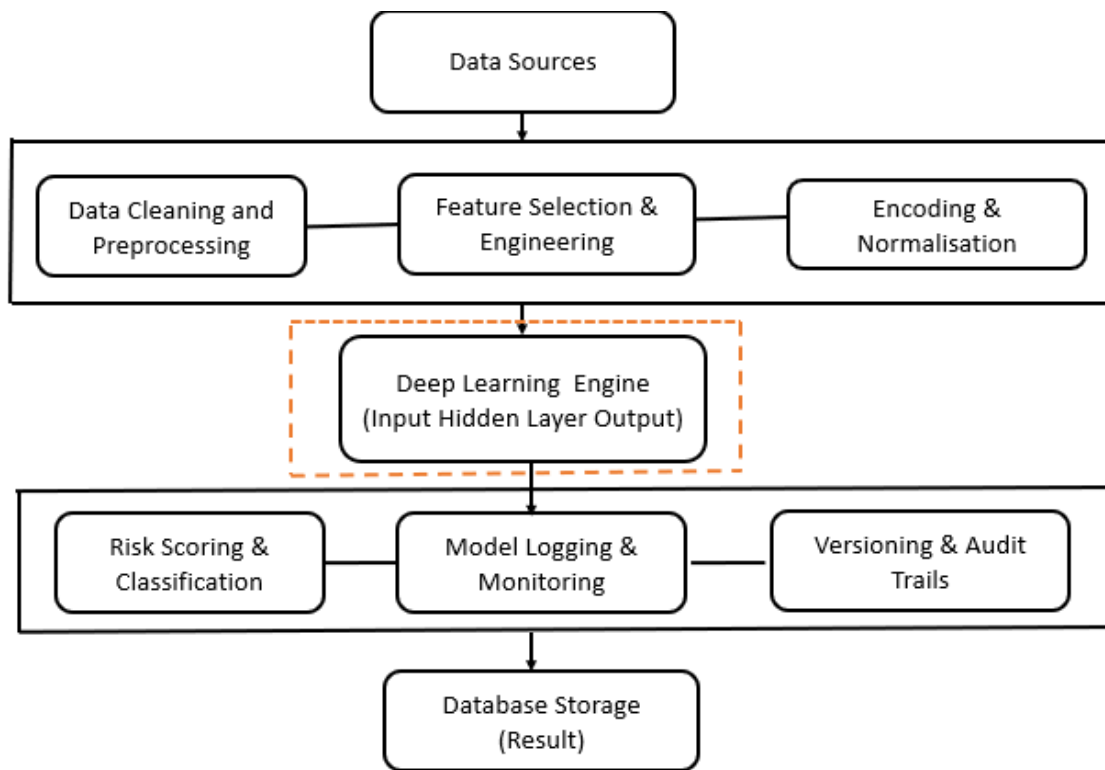 Data Sources
Data Cleaning and
Preprocessing
Feature Selection &
Engineering
Encoding &
Normalisation
Deep Learning Engine
(Input Hidden Layer Output)
Risk Scoring &
Classification
Model Logging &
Monitoring
Versioning & Audit
Trails
Database Storage
(Result)